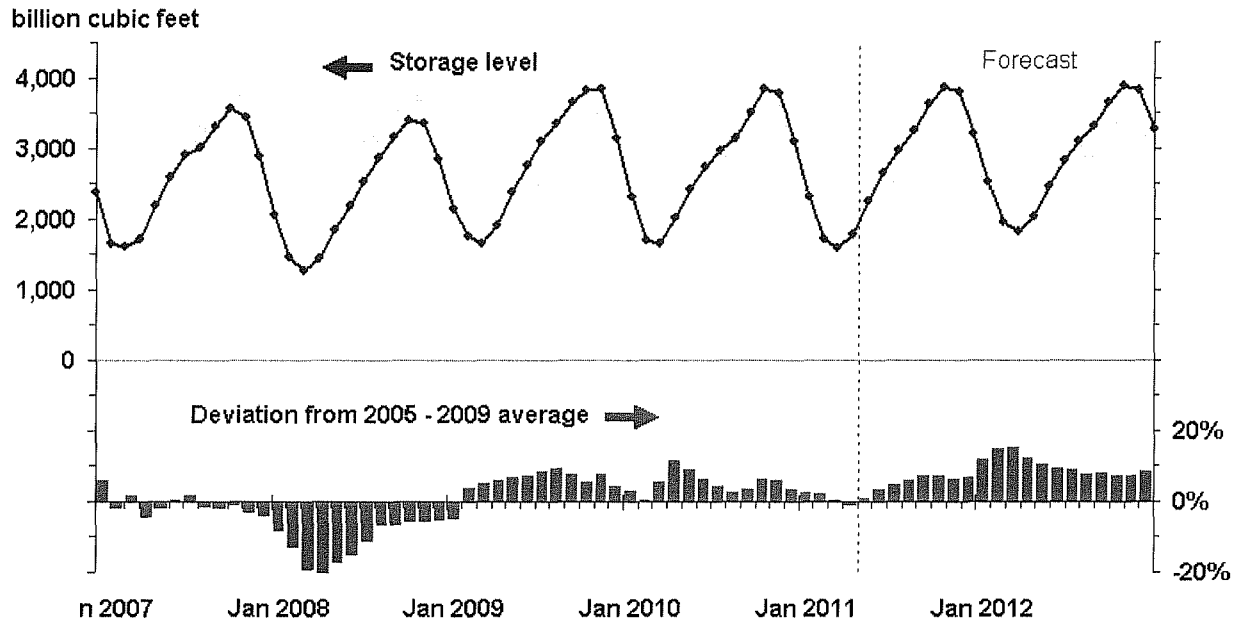 billion cubic feet
Storage level
Forecast
4,000
3,000
2,000
1,000
0
Deviation from 2005 - 2009 average
20%
0%
-20%
n 2007 Jan 2008 Jan 2009 Jan 2010 Jan 2011 Jan 2012